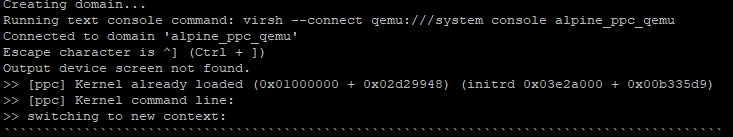 Creating domain...
Running text console command: virsh --connect qemu:///system console alpine_ppc_qemu
Connected to domain 'alpine_ppc_qemu'
Escape character is ^] (Ctrl + ])
Output device screen not found.
>> [ppc] Kernel already loaded (0x01000000 + 0x02d29948) (initrd 0x03e2a000 + 0x00b335d9)
>> [ppc] Kernel command line:
>> switching to new context: